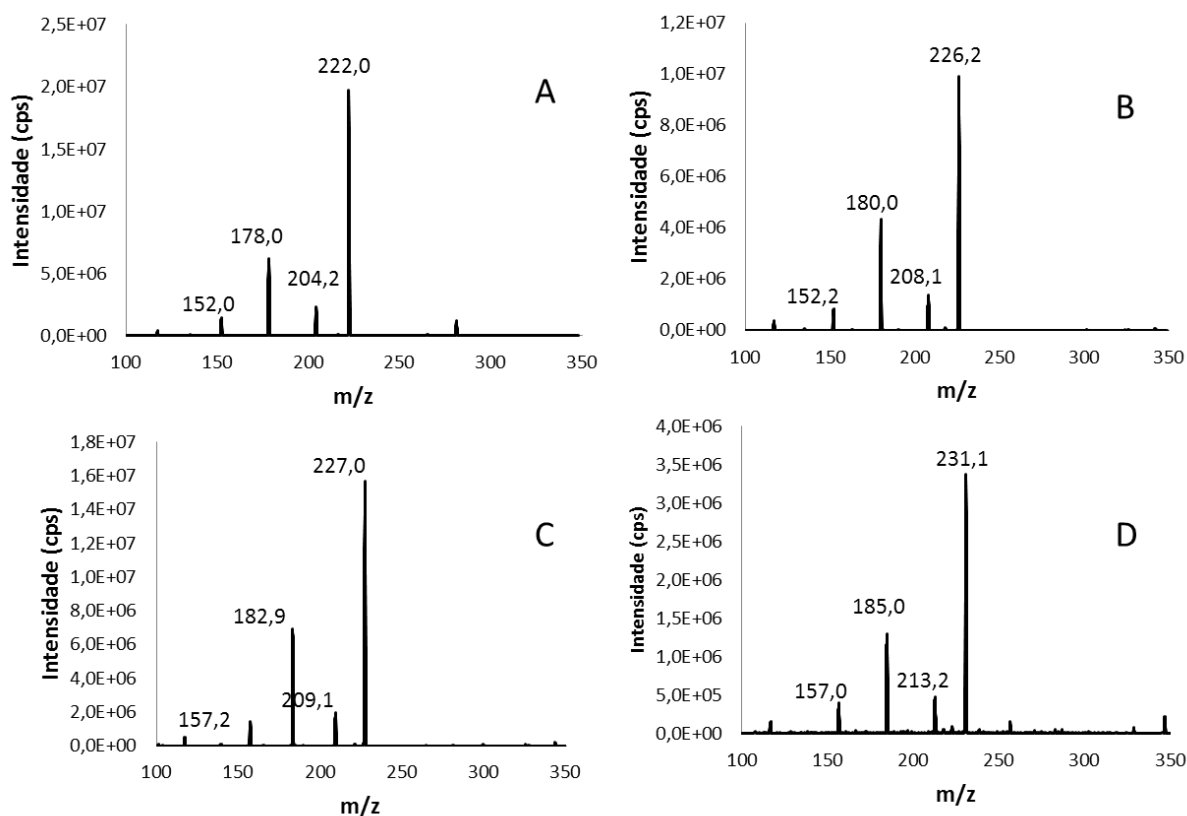 2,5E+07
2,0E+07
1,5E+07
1,0E+07
5,0E+06
0,0E+00
Intensidade (cps)
222,0
178,0
204,2
152,0
A
100 150 200 250 300 350
m/z
1,2E+07
1,0E+07
8,0E+06
6,0E+06
4,0E+06
2,0E+06
0,0E+00
Intensidade (cps)
226,2
180,0
208,1
152,2
B
100 150 200 250 300 350
m/z
1,8E+07
1,6E+07
1,4E+07
1,2E+07
1,0E+07
8,0E+06
6,0E+06
4,0E+06
2,0E+06
0,0E+00
Intensidade (cps)
227,0
182,9
209,1
157,2
C
100 150 200 250 300 350
m/z
4,0E+06
3,5E+06
3,0E+06
2,5E+06
2,0E+06
1,5E+06
1,0E+06
5,0E+05
0,0E+00
Intensidade (cps)
231,1
185,0
213,2
157,0
D
100 150 200 250 300 350
m/z